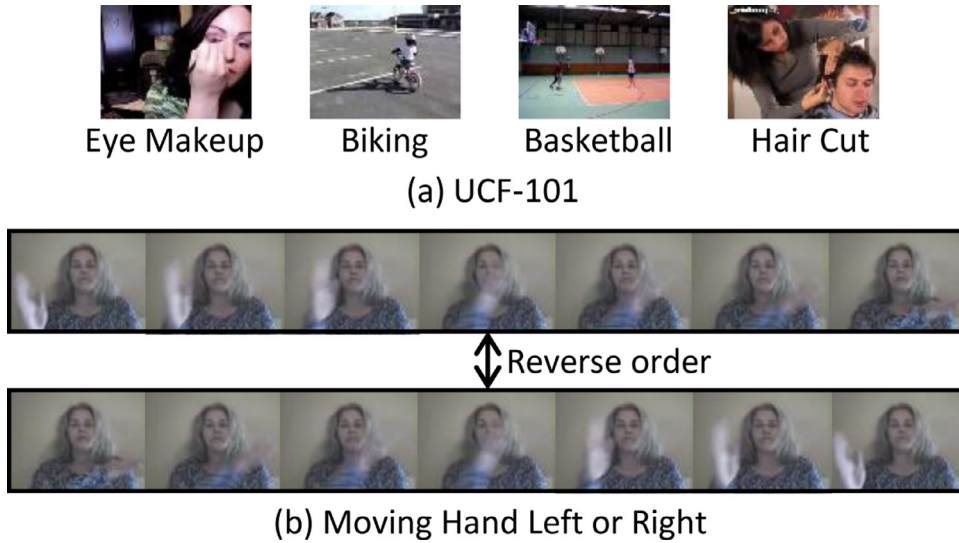 Eye Makeup
Biking
Basketball
Hair Cut
(a) UCF-101
Reverse order
(b) Moving Hand Left or Right